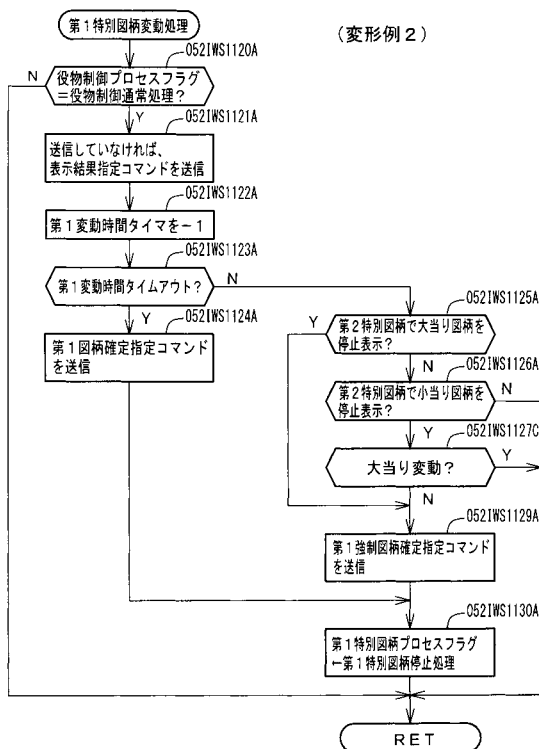 第1特別図柄変動処理
(変形例2)
052IWS1120A
N
役物制御プロセスフラグ
=役物制御通常処理?
Y
052IWS1121A
送信していなければ、
表示結果指定コマンドを送信
052IWS1122A
第1変動時間タイマを-1
052IWS1123A
第1変動時間タイムアウト?
N
Y
052IWS1124A
第1図柄確定指定コマンド
を送信
052IWS1125A
Y
第2特別図柄で大当り図柄を
停止表示?
N
052IWS1126A
第2特別図柄で小当り図柄を
停止表示?
N
Y
052IWS1127C
大当り変動?
Y
N
052IWS1129A
第1強制図柄確定指定コマンド
を送信
052IWS1130A
第1特別図柄プロセスフラグ
←第1特別図柄停止処理
RET